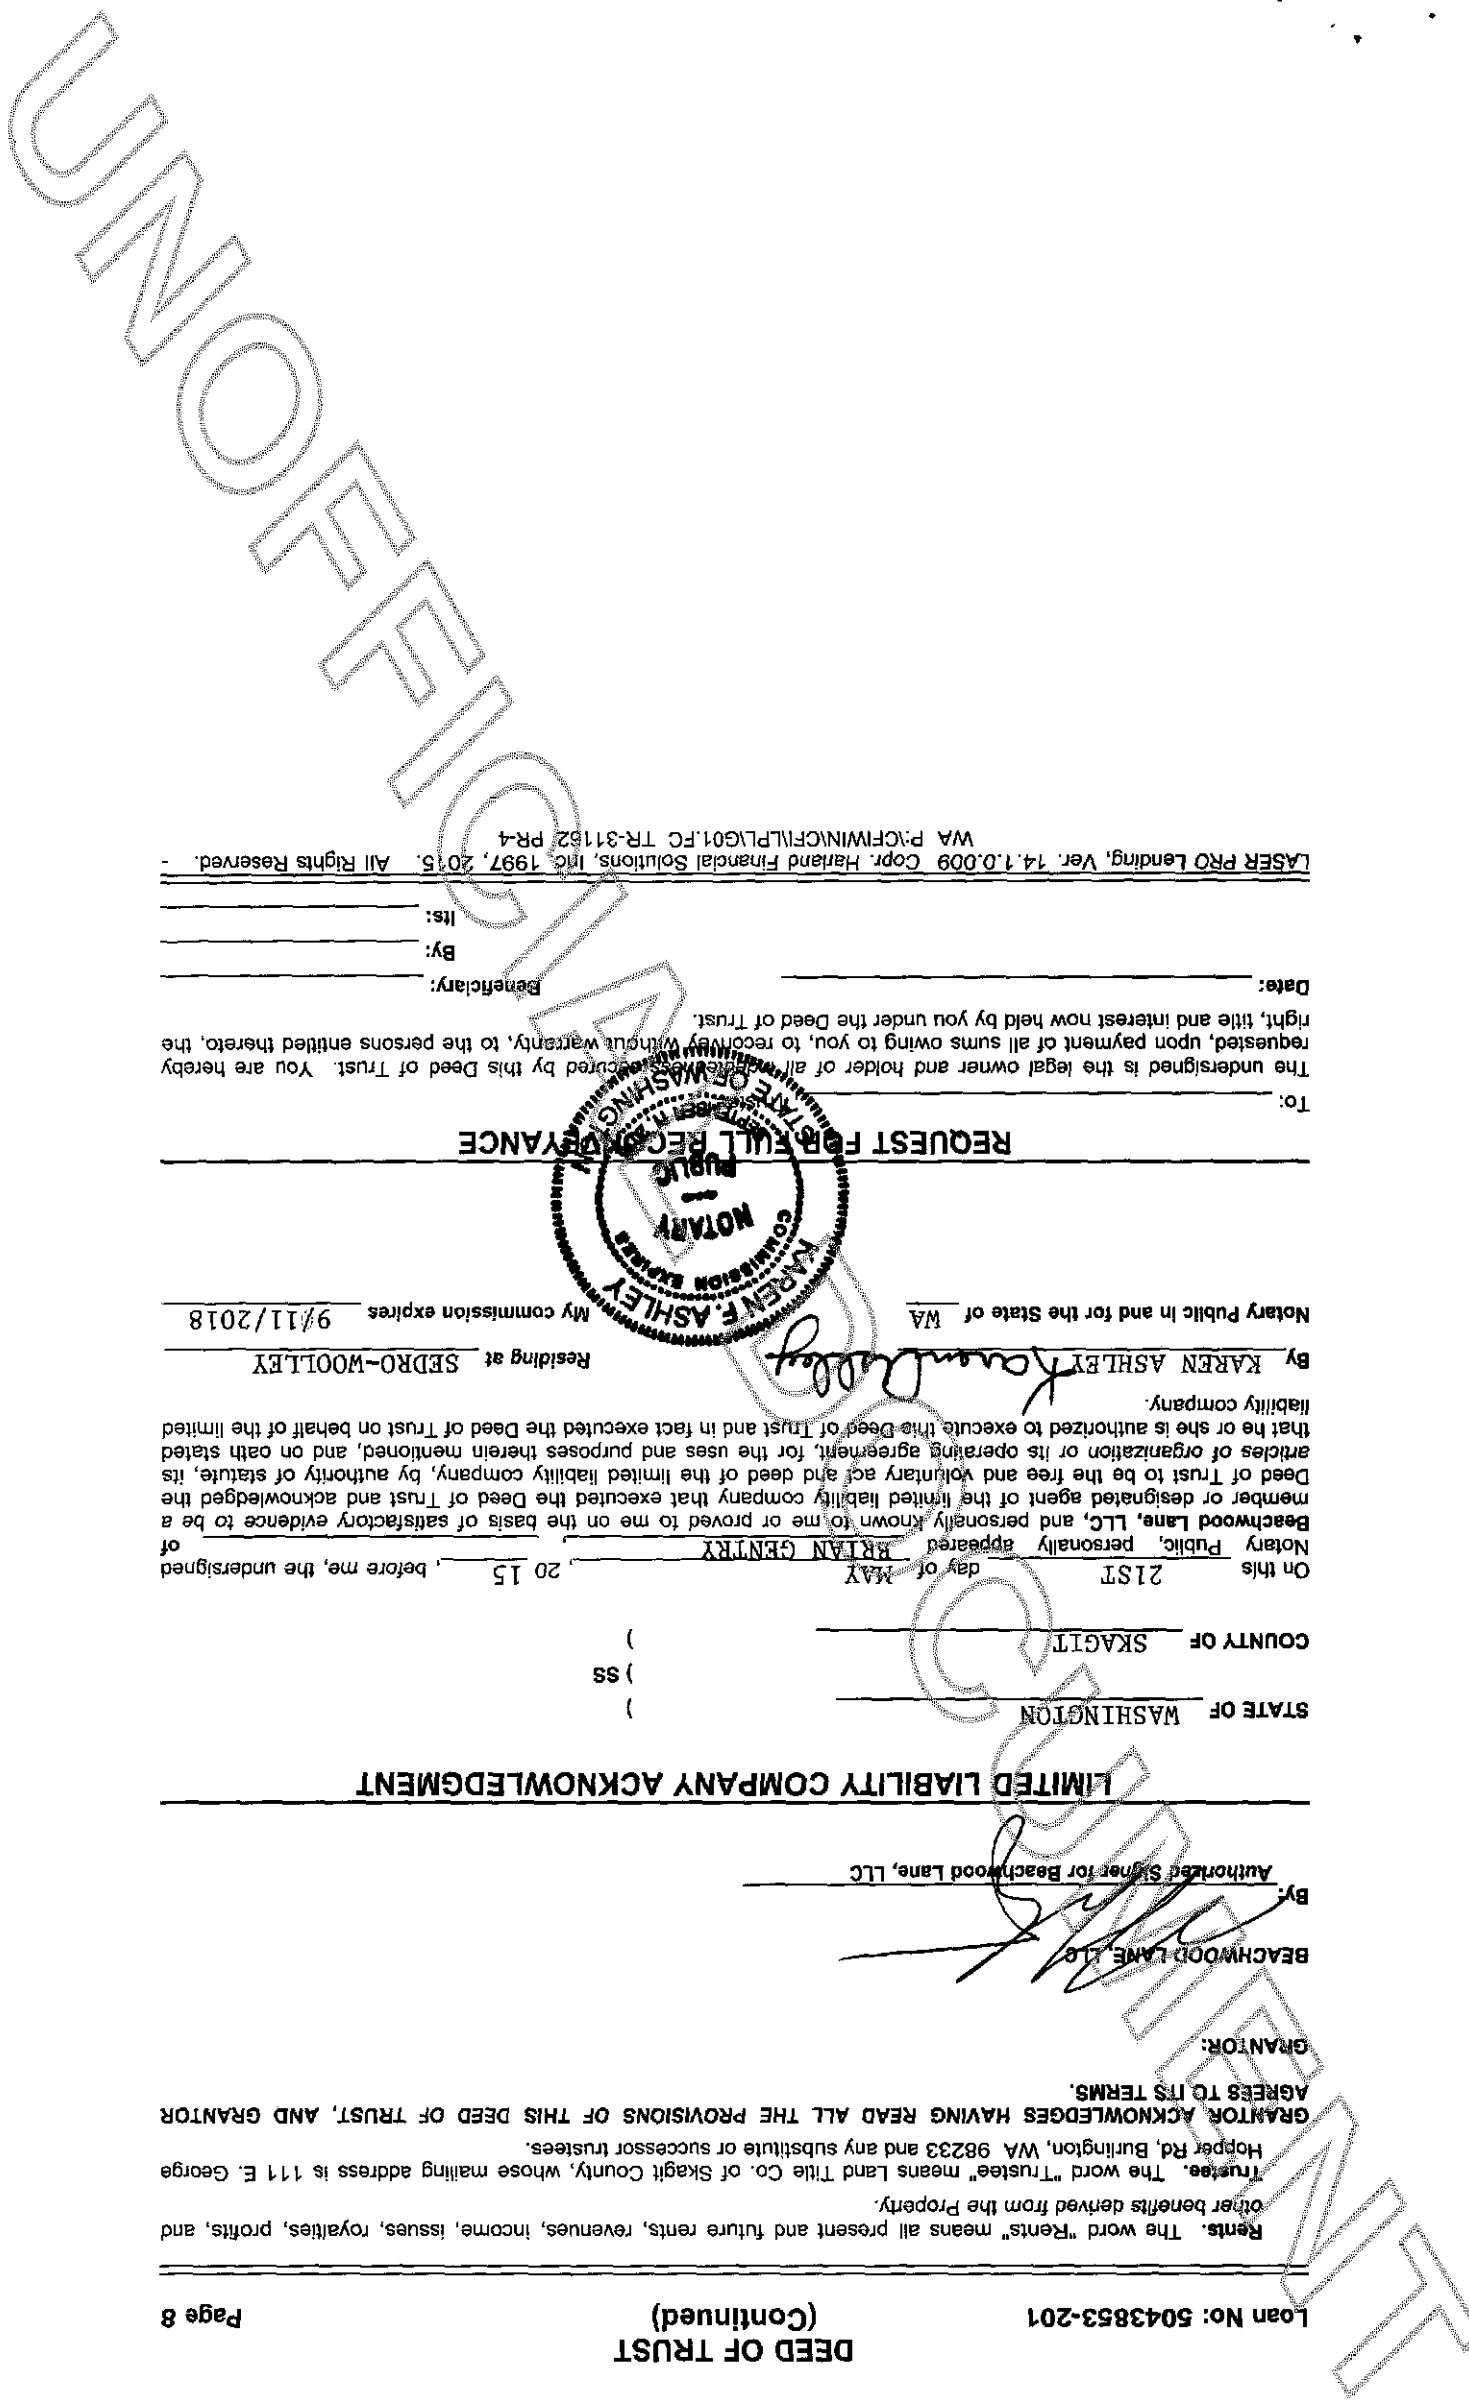 DEED OF TRUST
Loan No: 5043853-201 (Continued) Page 8
Rents. The word "Rents" means all present and future rents, revenues, income, issues, royalties, profits, and
other benefits derived from the Property.
Trustee. The word "Trustee" means Land Title Co. of Skagit County, whose mailing address is 111 E. George
Hopper Rd, Burlington, WA 98233 and any substitute or successor trustees.
GRANTOR ACKNOWLEDGES HAVING READ ALL THE PROVISIONS OF THIS DEED OF TRUST, AND GRANTOR
AGREES TO ITS TERMS.
GRANTOR:
BEACHWOOD LANE, LLC
By:
Authorized Signer for Beachwood Lane, LLC
LIMITED LIABILITY COMPANY ACKNOWLEDGMENT
STATE OF WASHINGTON )
) SS
COUNTY OF SKAGIT )
On this 21ST day of MAY, 20 15, before me, the undersigned
Notary Public, personally appeared BRIAN GENTRY, of
Beachwood Lane, LLC, and personally known to me or proved to me on the basis of satisfactory evidence to be a
member or designated agent of the limited liability company that executed the Deed of Trust and acknowledged the
Deed of Trust to be the free and voluntary act and deed of the limited liability company, by authority of statute, its
articles of organization or its operating agreement, for the uses and purposes therein mentioned, and on oath stated
that he or she is authorized to execute this Deed of Trust and in fact executed the Deed of Trust on behalf of the limited
liability company.
By KAREN ASHLEY Karen Ashley Residing at SEDRO-WOOLLEY
Notary Public in and for the State of WA My commission expires 9/11/2018
KAREN F. ASHLEY
COMMISSION EXPIRES
NOTARY
PUBLIC
SEPTEMBER 11,
STATE OF WASHINGTON
REQUEST FOR FULL RECONVEYANCE
To:
The undersigned is the legal owner and holder of all indebtedness secured by this Deed of Trust. You are hereby
requested, upon payment of all sums owing to you, to reconvey without warranty, to the persons entitled thereto, the
right, title and interest now held by you under the Deed of Trust.
Date: Beneficiary:
By:
Its:
LASER PRO Lending, Ver. 14.1.0.009 Copr. Harland Financial Solutions, Inc. 1997, 2015. All Rights Reserved. -
WA P:\CFIWIN\CFI\LPL\G01.FC TR-31162 PR-4
UNOFFICIAL DOCUMENT